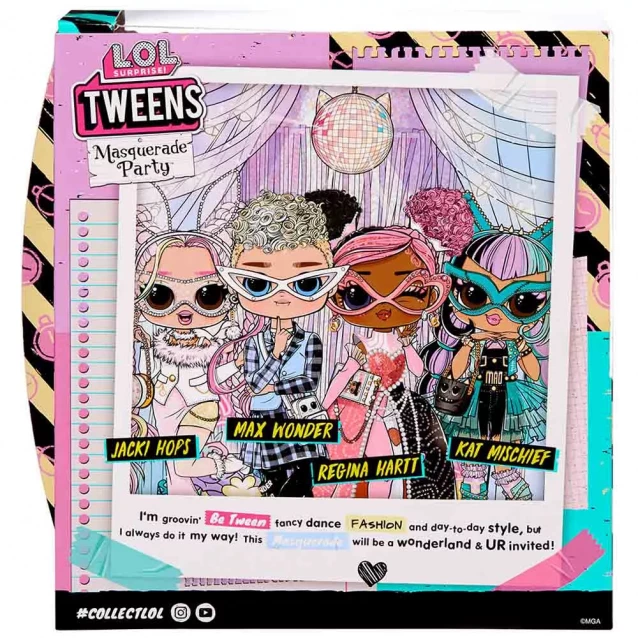 LOL
SURPRISE!
TWEENS
Masquerade
Party
MAD
JACKI HOPS
MAX WONDER
REGINA HARTT
KAT MISCHIEF
I'm groovin' Be Tween fancy dance FASHION and day-to-day style, but
I always do it my way! This Masquerade will be a wonderland & UR invited!
#COLLECTLOL
©MGA